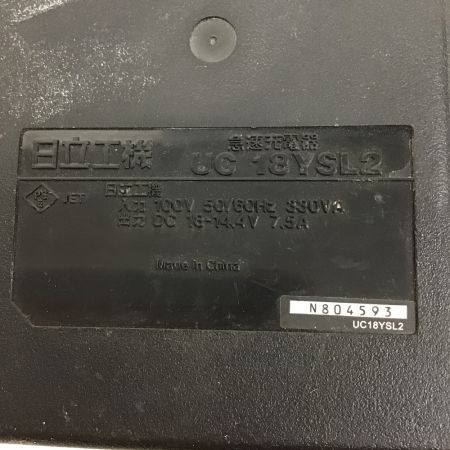 急速充電器
日立工機 UC 18YSL2
PS E JET 日立工機
入力 100V 50/60Hz 330VA
出力 DC 18-14.4V 7.5A
Made in China
N804593
UC18YSL2